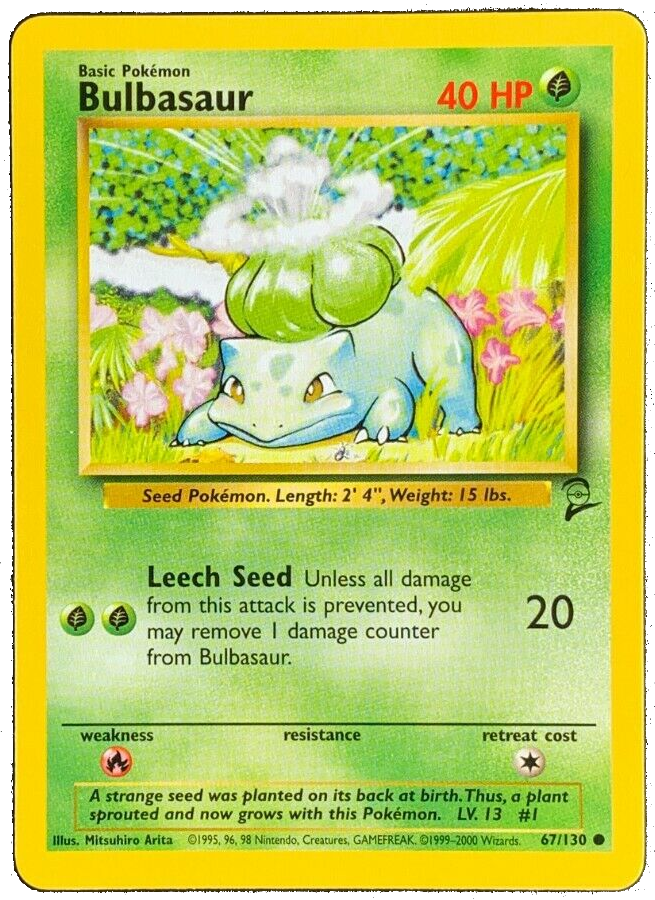 Basic Pokémon
Bulbasaur 40 HP
Seed Pokémon. Length: 2' 4", Weight: 15 lbs.
Leech Seed Unless all damage
from this attack is prevented, you
may remove 1 damage counter
from Bulbasaur.
20
weakness resistance retreat cost
A strange seed was planted on its back at birth. Thus, a plant
sprouted and now grows with this Pokémon. LV. 13 #1
Illus. Mitsuhiro Arita ©1995, 96, 98 Nintendo, Creatures, GAMEFREAK. ©1999-2000 Wizards. 67/130